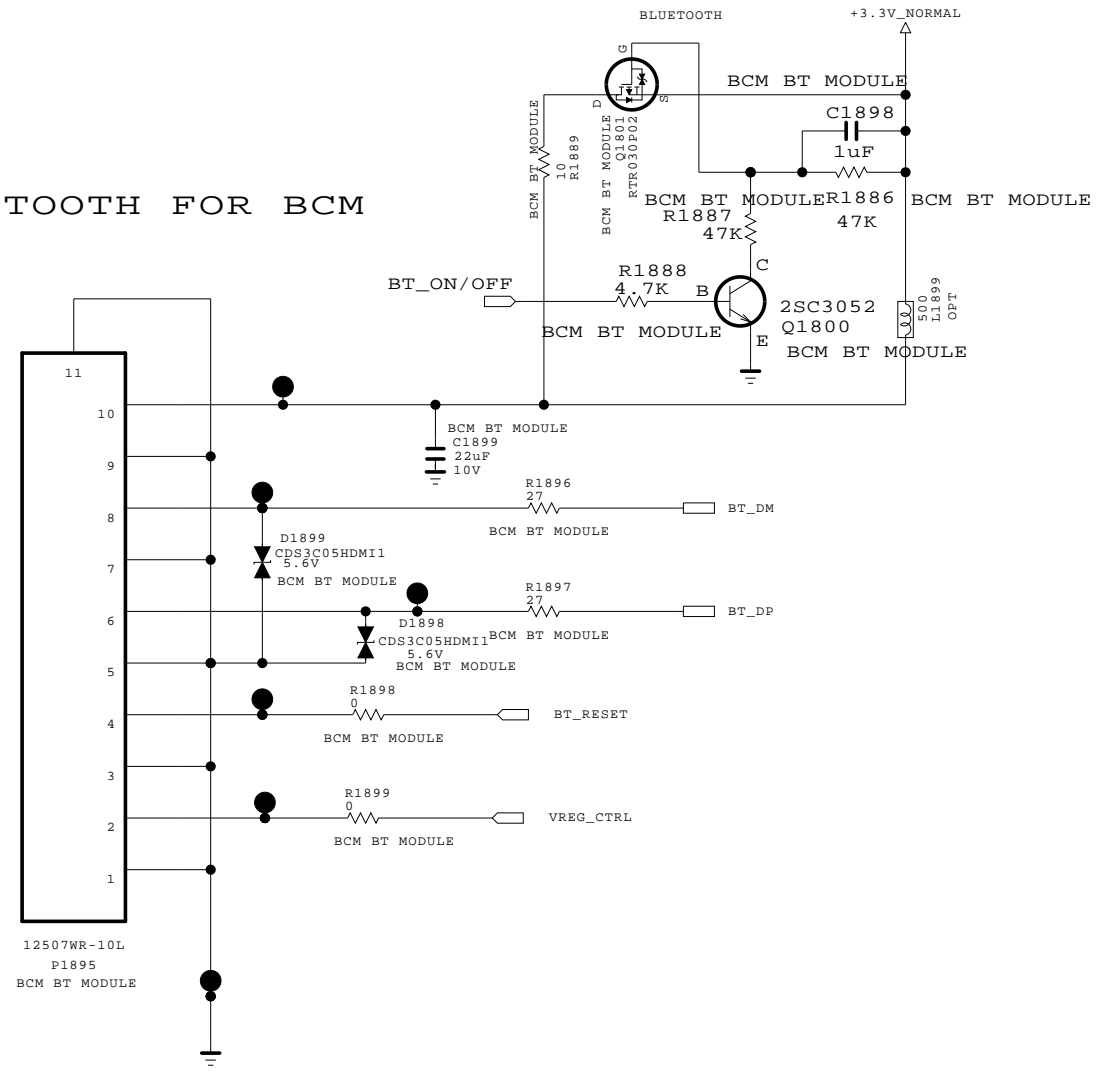 BLUETOOTH
+3.3V_NORMAL
G
D
S
BCM BT MODULE
Q1801
RTR030P02
BCM BT MODULE
BCM BT MODULE
10
R1889
C1898
1uF
TOOTH FOR BCM
BCM BT MODULE
R1886
47K
BCM BT MODULE
R1887
47K
BT_ON/OFF
R1888
4.7K
BCM BT MODULE
B
C
E
2SC3052
Q1800
BCM BT MODULE
500
L1899
OPT
11
10
9
8
7
6
5
4
3
2
1
BCM BT MODULE
C1899
22uF
10V
R1896
27
BCM BT MODULE
BT_DM
D1899
CDS3C05HDMI1
5.6V
BCM BT MODULE
R1897
27
BCM BT MODULE
BT_DP
D1898
CDS3C05HDMI1
5.6V
BCM BT MODULE
R1898
0
BCM BT MODULE
BT_RESET
R1899
0
BCM BT MODULE
VREG_CTRL
12507WR-10L
P1895
BCM BT MODULE